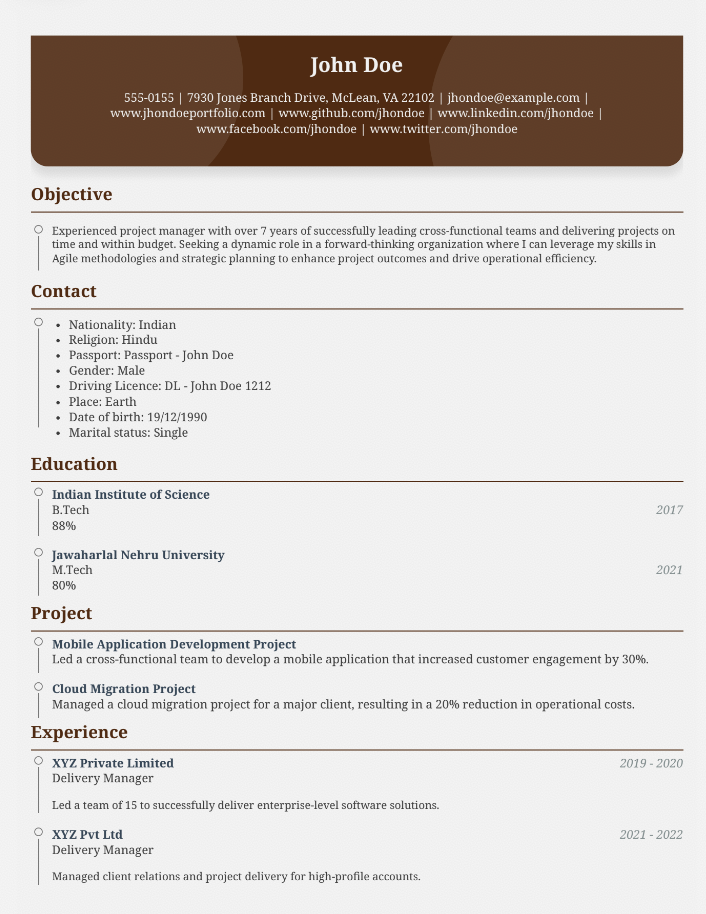 John Doe
555-0155 | 7930 Jones Branch Drive, McLean, VA 22102 | jhondoe@example.com |
www.jhondoeportfolio.com | www.github.com/jhondoe | www.linkedin.com/jhondoe |
www.facebook.com/jhondoe | www.twitter.com/jhondoe
Objective
Experienced project manager with over 7 years of successfully leading cross-functional teams and delivering projects on
time and within budget. Seeking a dynamic role in a forward-thinking organization where I can leverage my skills in
Agile methodologies and strategic planning to enhance project outcomes and drive operational efficiency.
Contact
• Nationality: Indian
• Religion: Hindu
• Passport: Passport - John Doe
• Gender: Male
• Driving Licence: DL - John Doe 1212
• Place: Earth
• Date of birth: 19/12/1990
• Marital status: Single
Education
Indian Institute of Science
B.Tech 2017
88%
Jawaharlal Nehru University
M.Tech 2021
80%
Project
Mobile Application Development Project
Led a cross-functional team to develop a mobile application that increased customer engagement by 30%.
Cloud Migration Project
Managed a cloud migration project for a major client, resulting in a 20% reduction in operational costs.
Experience
XYZ Private Limited 2019 - 2020
Delivery Manager
Led a team of 15 to successfully deliver enterprise-level software solutions.
XYZ Pvt Ltd 2021 - 2022
Delivery Manager
Managed client relations and project delivery for high-profile accounts.